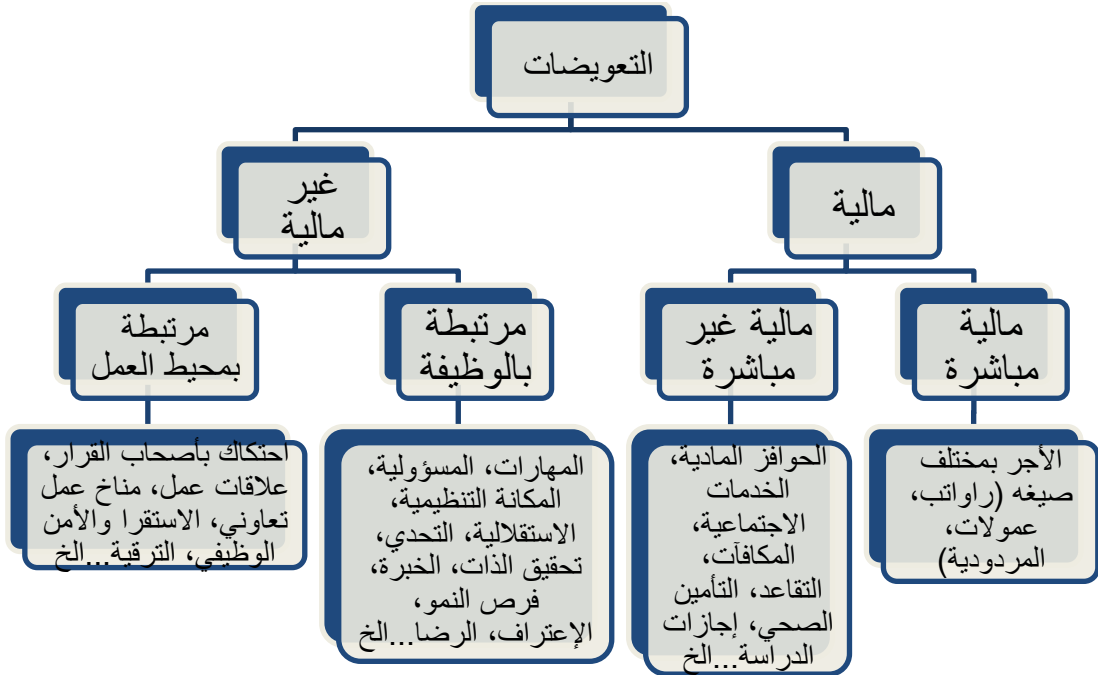 التعويضات
مالية
غير
مالية
مالية
مباشرة
مالية غير
مباشرة
مرتبطة
بالوظيفة
مرتبطة
بمحيط العمل
الأجر بمختلف
صيغه (راواتب،
عمولات،
المردودية)
الحوافز المادية،
الخدمات
الاجتماعية،
المكافآت،
التقاعد، التأمين
الصحي، إجازات
الدراسة...الخ
المهارات، المسؤولية،
المكانة التنظيمية،
الاستقلالية، التحدي،
تحقيق الذات، الخبرة،
فرص النمو،
الإعتراف، الرضا...الخ
احتكاك بأصحاب القرار،
علاقات عمل، مناخ عمل
تعاوني، الاستقرا والأمن
الوظيفي، الترقية...الخ